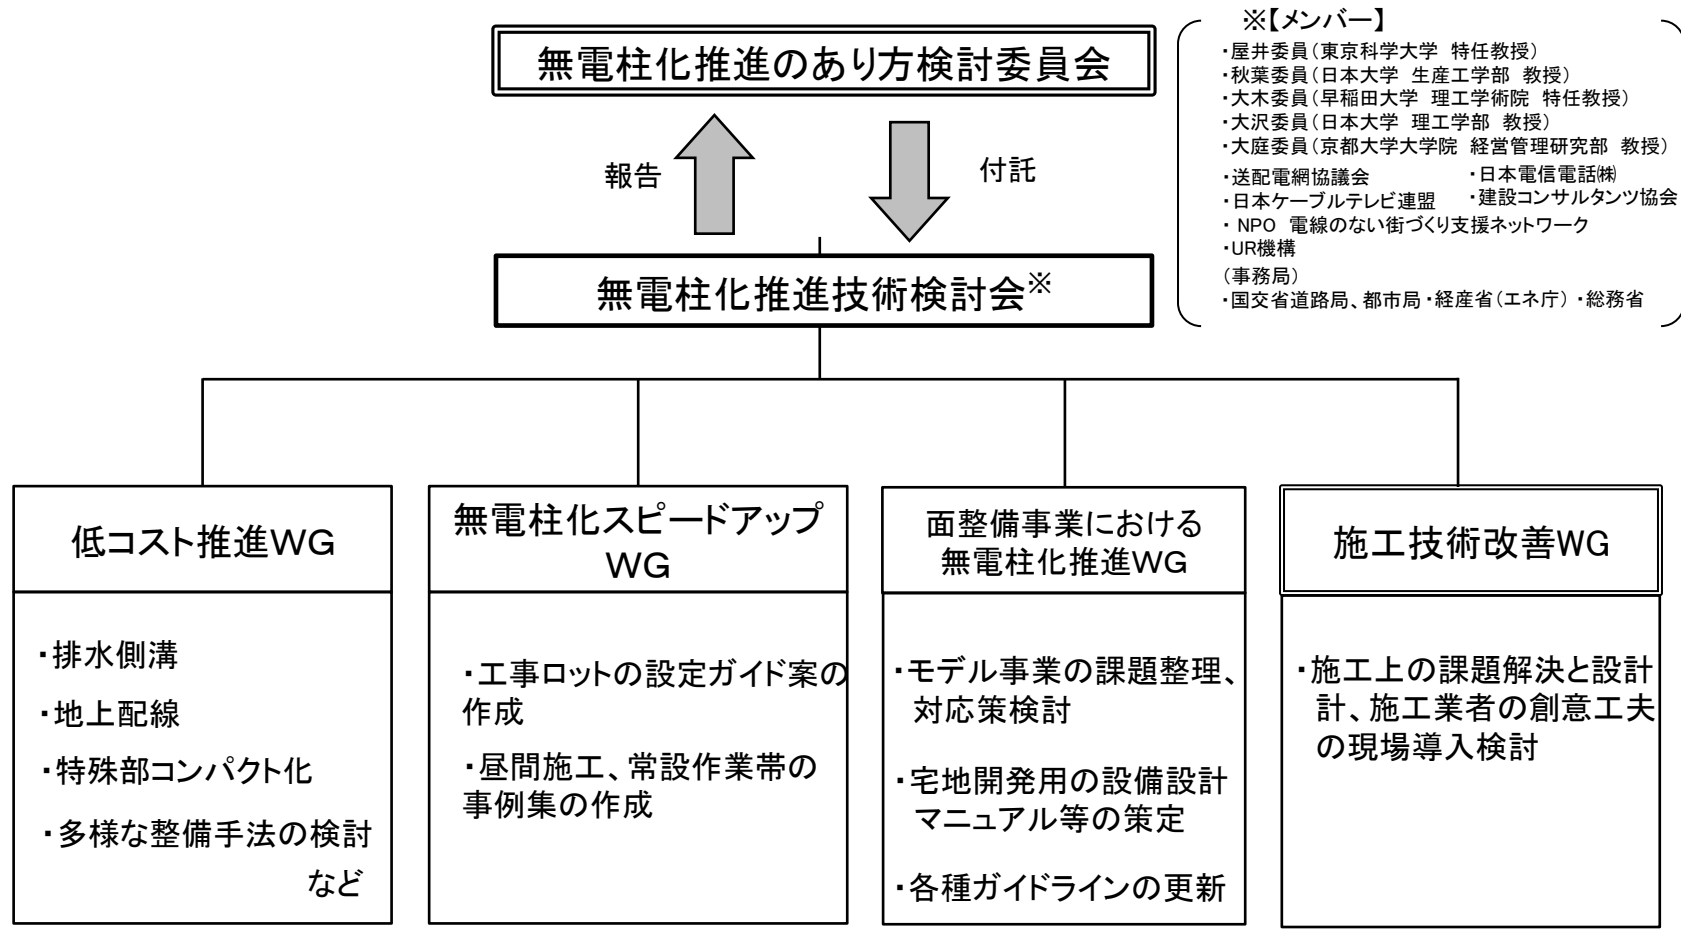 無電柱化推進のあり方検討委員会
報告
付託
無電柱化推進技術検討会※
※【メンバー】
・屋井委員(東京科学大学 特任教授)
・秋葉委員(日本大学 生産工学部 教授)
・大木委員(早稲田大学 理工学術院 特任教授)
・大沢委員(日本大学 理工学部 教授)
・大庭委員(京都大学大学院 経営管理研究部 教授)
・送配電網協議会 ・日本電信電話㈱
・日本ケーブルテレビ連盟 ・建設コンサルタンツ協会
・ NPO 電線のない街づくり支援ネットワーク
・UR機構
(事務局)
・国交省道路局、都市局・経産省(エネ庁)・総務省
低コスト推進WG
・排水側溝
・地上配線
・特殊部コンパクト化
・多様な整備手法の検討
など
無電柱化スピードアップ
WG
・工事ロットの設定ガイド案の
作成
・昼間施工、常設作業帯の
事例集の作成
面整備事業における
無電柱化推進WG
・モデル事業の課題整理、
対応策検討
・宅地開発用の設備設計
マニュアル等の策定
・各種ガイドラインの更新
施工技術改善WG
・施工上の課題解決と設計
計、施工業者の創意工夫
の現場導入検討